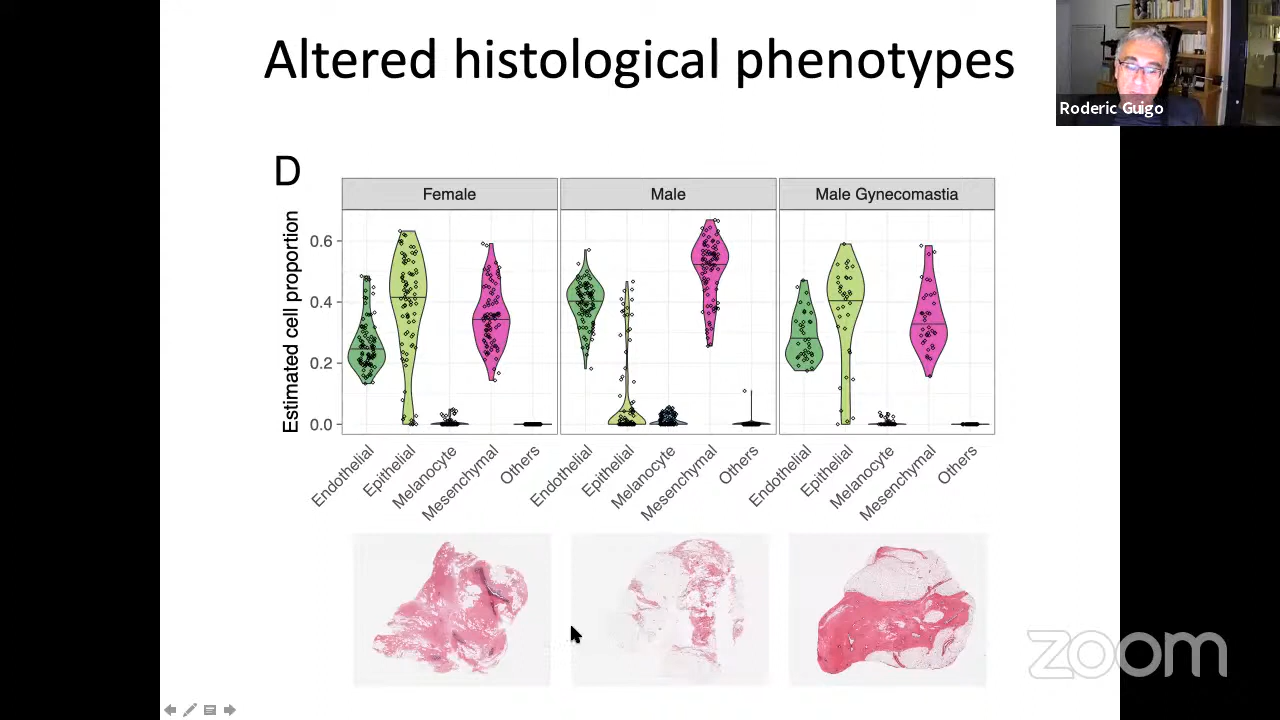 Altered histological phenotypes
Roderic Guigo
D
Female
Male
Male Gynecomastia
Estimated cell proportion
0.6
0.4
0.2
0.0
Endothelial
Epithelial
Melanocyte
Mesenchymal
Others
Endothelial
Epithelial
Melanocyte
Mesenchymal
Others
Endothelial
Epithelial
Melanocyte
Mesenchymal
Others
zoom